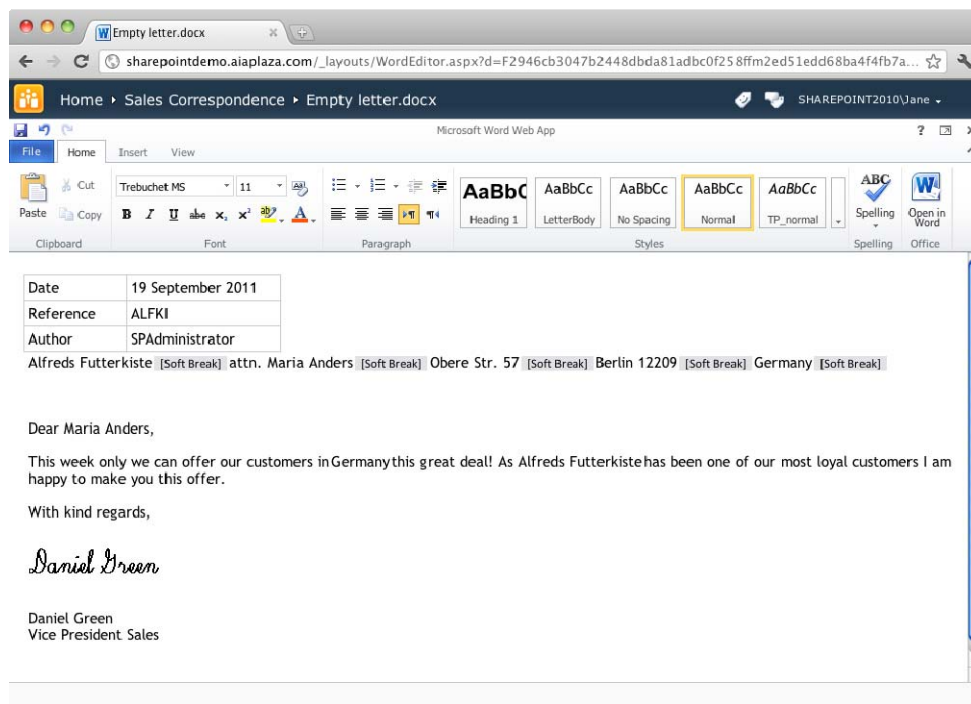 Empty letter.docx
sharepointdemo.aiaplaza.com/_layouts/WordEditor.aspx?d=F2946cb3047b2448dbda81adbc0f258ffm2ed51edd68ba4f4fb7a...
Home ▸ Sales Correspondence ▸ Empty letter.docx SHAREPOINT2010\Jane
Microsoft Word Web App
File Home Insert View
Paste Cut Copy
Trebuchet MS 11
B I U abc x₂ x² ab A
AaBbC AaBbCc AaBbCc AaBbCc AaBbCc
Heading 1 LetterBody No Spacing Normal TP_normal
ABC Spelling
W Open in Word
Clipboard Font Paragraph Styles Spelling Office
Date 19 September 2011
Reference ALFKI
Author SPAdministrator
Alfreds Futterkiste [Soft Break] attn. Maria Anders [Soft Break] Obere Str. 57 [Soft Break] Berlin 12209 [Soft Break] Germany [Soft Break]
Dear Maria Anders,
This week only we can offer our customers in Germany this great deal! As Alfreds Futterkiste has been one of our most loyal customers I am
happy to make you this offer.
With kind regards,
Daniel Green
Daniel Green
Vice President Sales